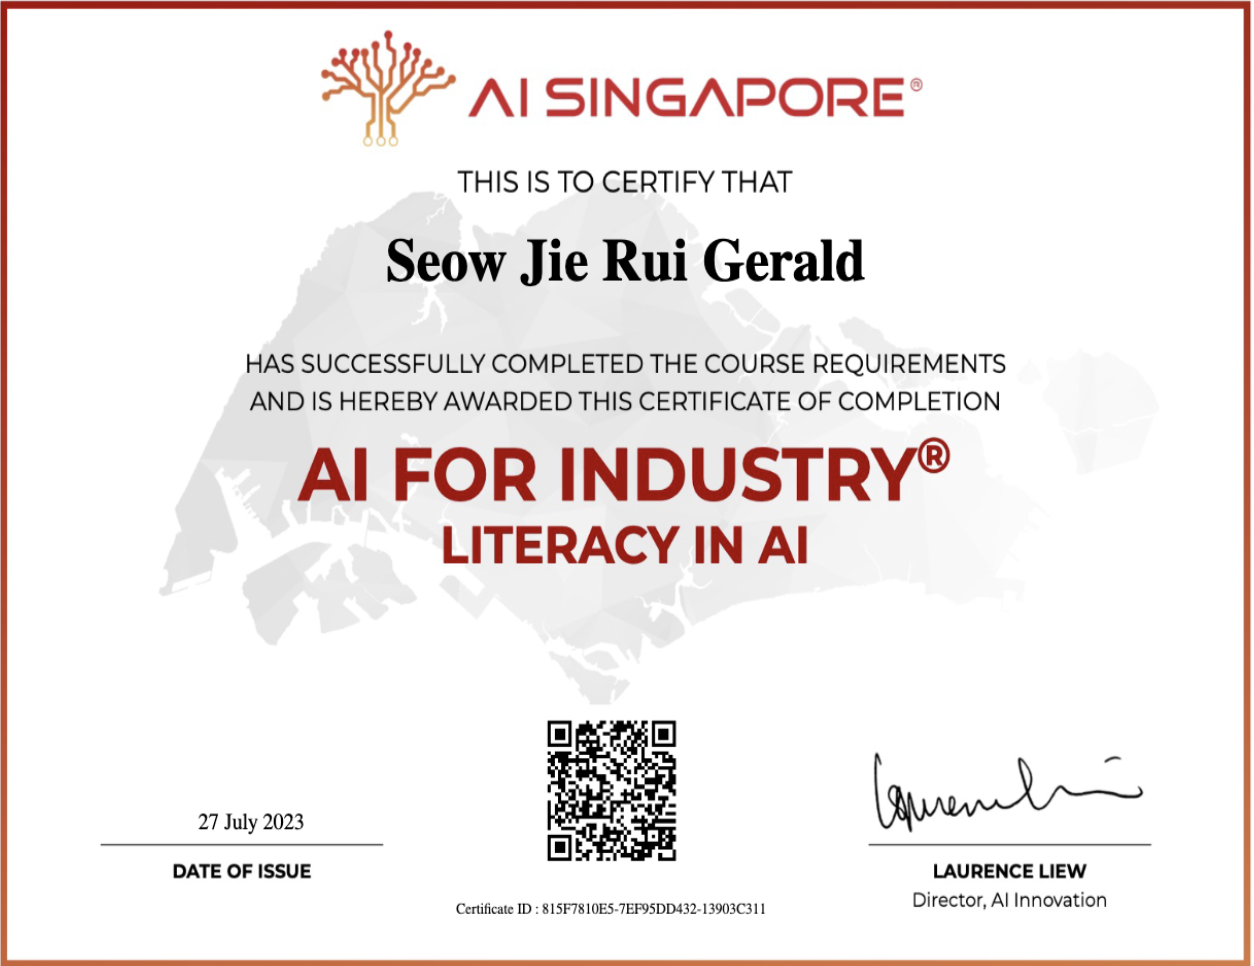 AI SINGAPORE®
THIS IS TO CERTIFY THAT
Seow Jie Rui Gerald
HAS SUCCESSFULLY COMPLETED THE COURSE REQUIREMENTS
AND IS HEREBY AWARDED THIS CERTIFICATE OF COMPLETION
AI FOR INDUSTRY®
LITERACY IN AI
27 July 2023
DATE OF ISSUE
Laurence Liew
LAURENCE LIEW
Director, AI Innovation
Certificate ID : 815F7810E5-7EF95DD432-13903C311